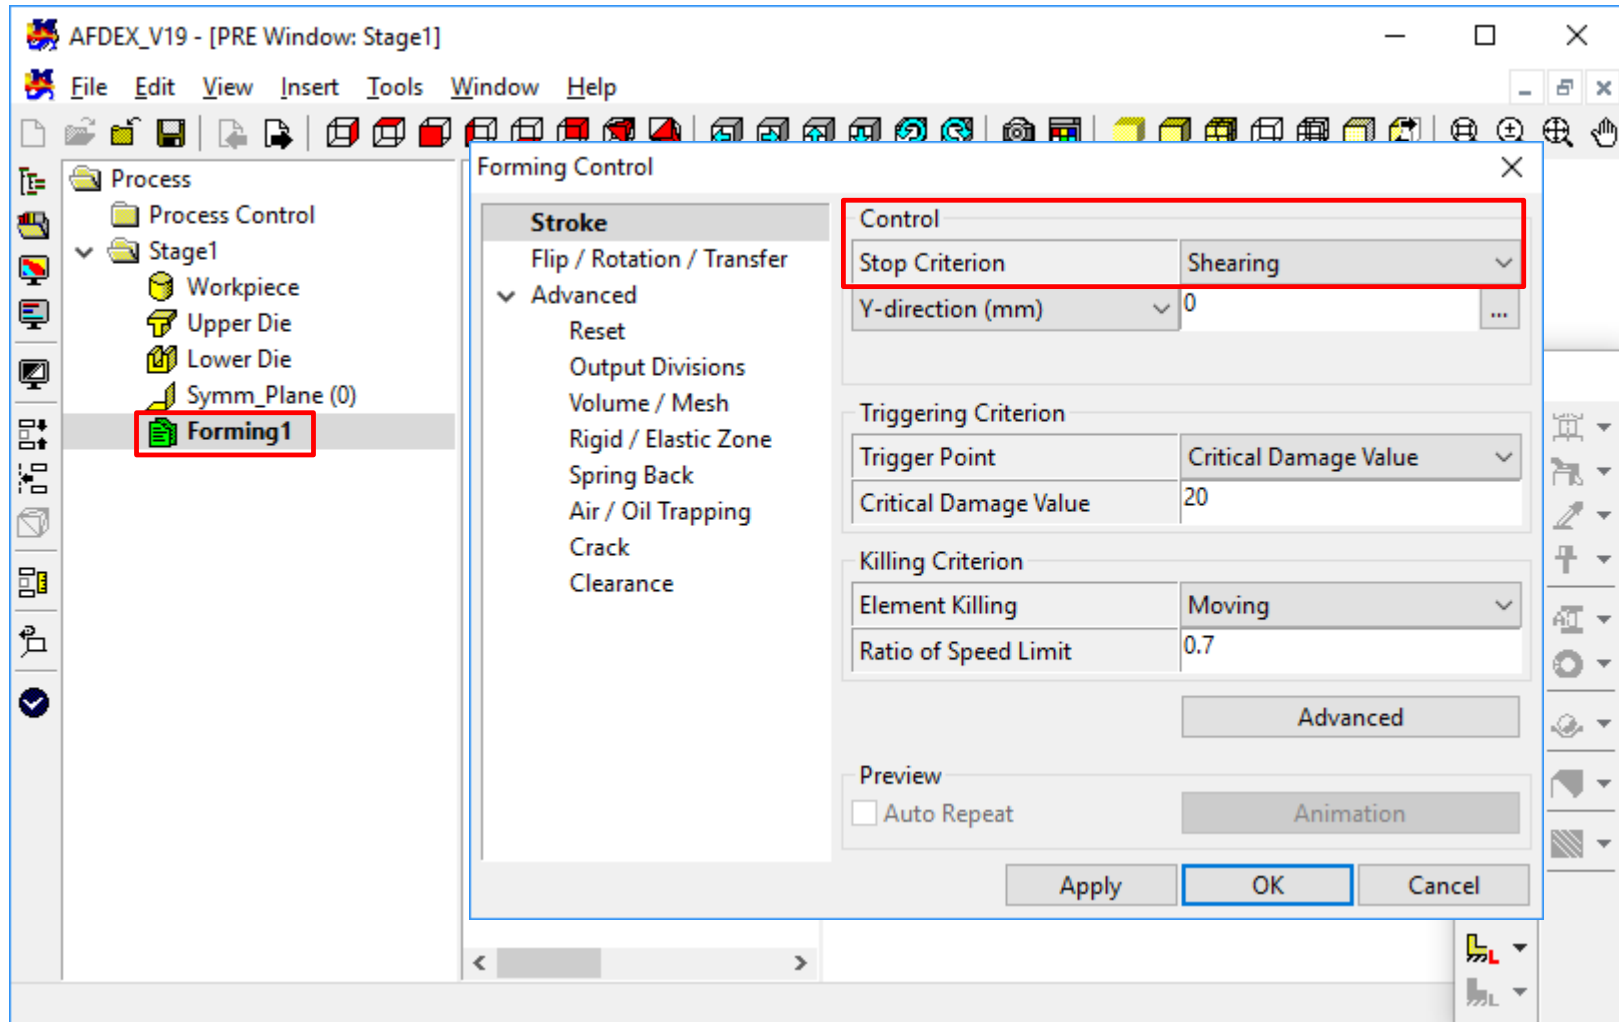 AFDEX_V19 - [PRE Window: Stage1]
File Edit View Insert Tools Window Help
Process
Process Control
Stage1
Workpiece
Upper Die
Lower Die
Symm_Plane (0)
Forming1
Forming Control
Stroke
Flip / Rotation / Transfer
Advanced
Reset
Output Divisions
Volume / Mesh
Rigid / Elastic Zone
Spring Back
Air / Oil Trapping
Crack
Clearance
Control
Stop Criterion Shearing
Y-direction (mm) 0 ...
Triggering Criterion
Trigger Point Critical Damage Value
Critical Damage Value 20
Killing Criterion
Element Killing Moving
Ratio of Speed Limit 0.7
Advanced
Preview
Auto Repeat Animation
Apply OK Cancel
L
L